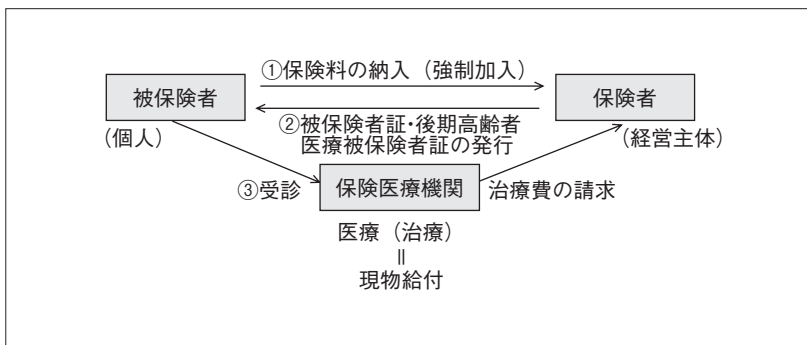 ①保険料の納入（強制加入）
被保険者
保険者
（個人）
②被保険者証･後期高齢者
医療被保険者証の発行
（経営主体）
③受診
保険医療機関
治療費の請求
医療（治療）
＝
現物給付